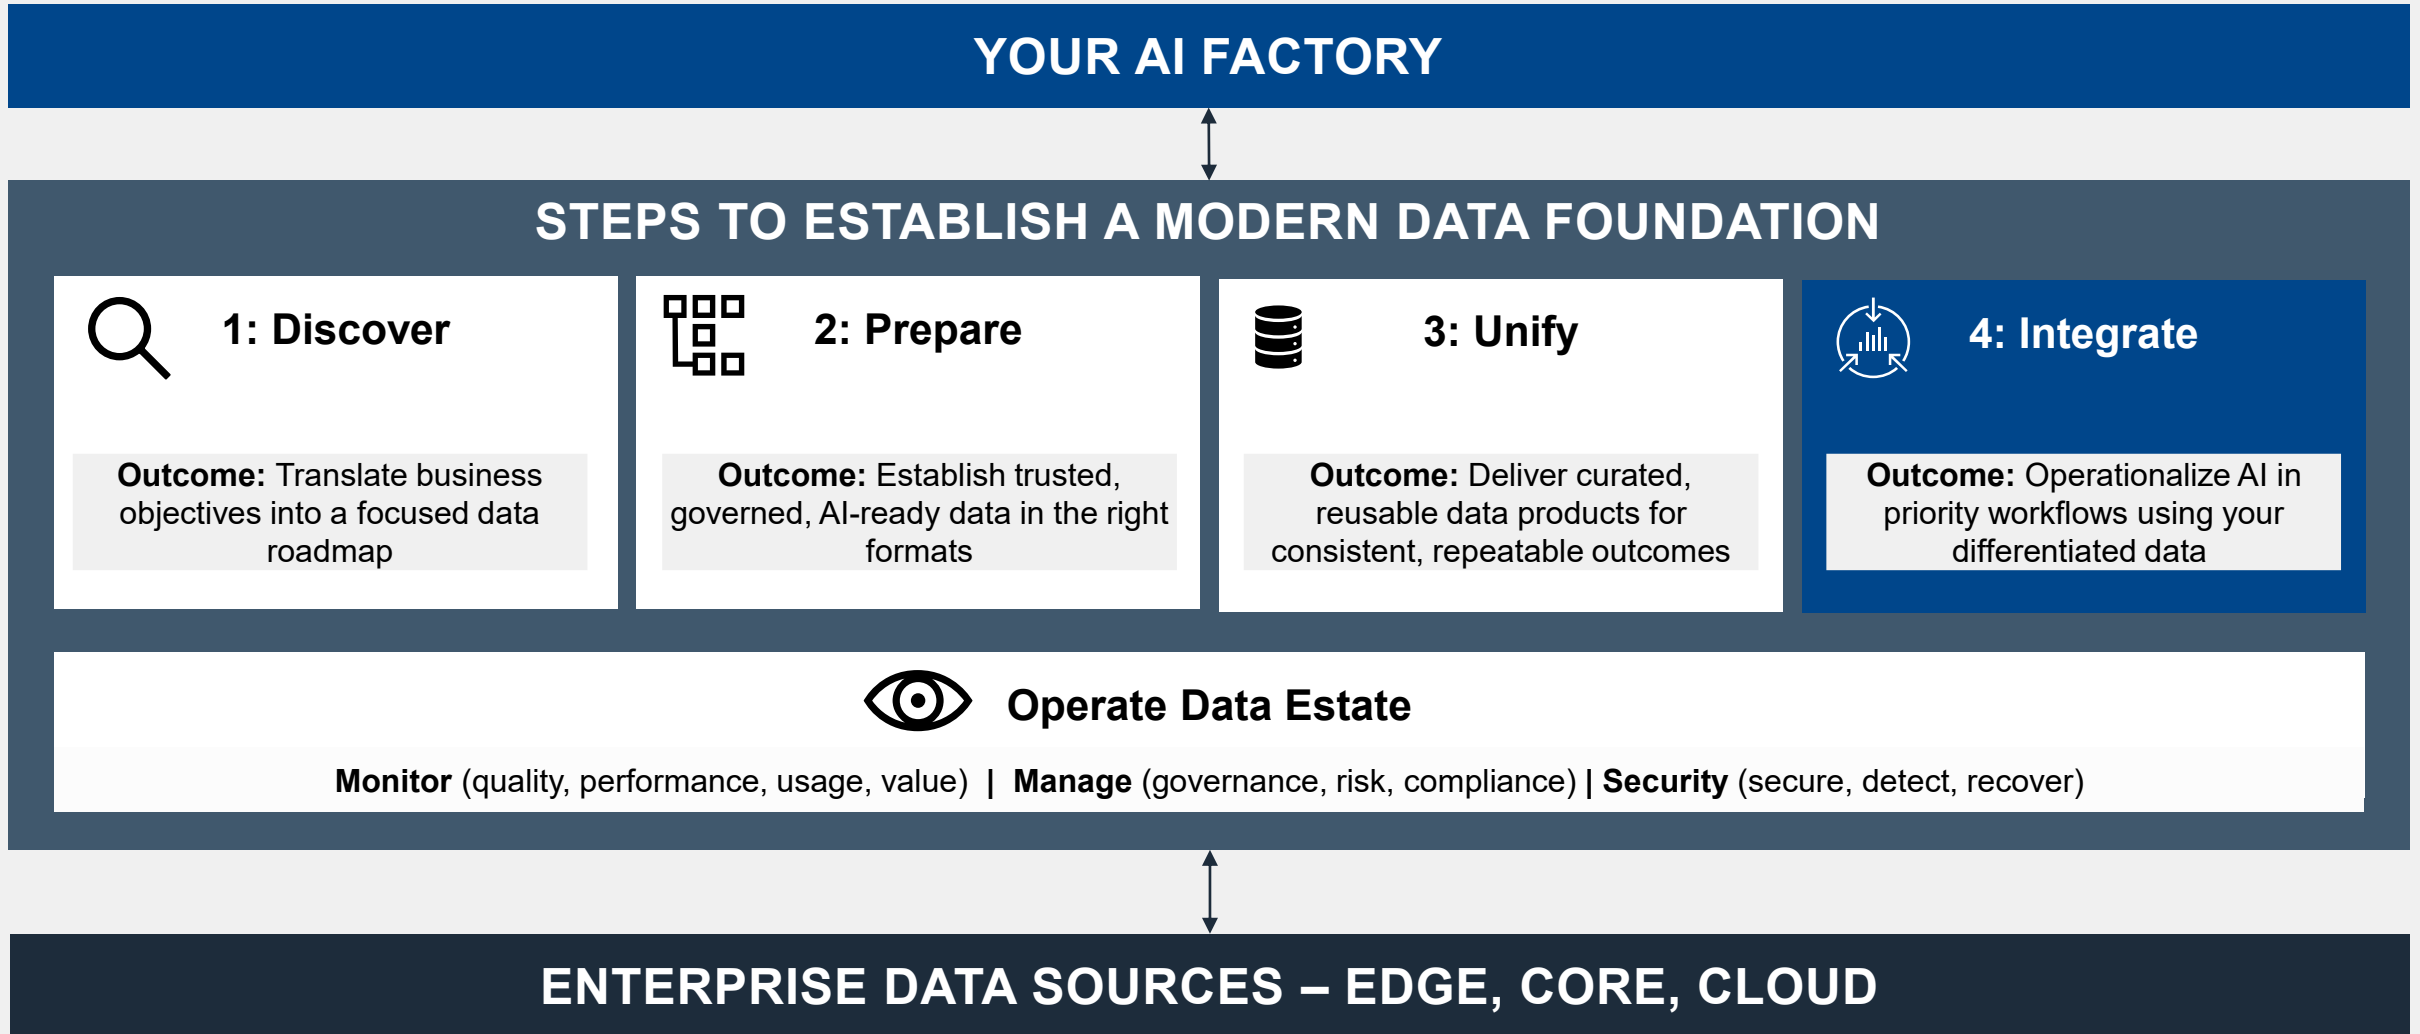 YOUR AI FACTORY
STEPS TO ESTABLISH A MODERN DATA FOUNDATION
1: Discover
Outcome: Translate business
objectives into a focused data
roadmap
2: Prepare
Outcome: Establish trusted,
governed, AI-ready data in the right
formats
3: Unify
Outcome: Deliver curated,
reusable data products for
consistent, repeatable outcomes
4: Integrate
Outcome: Operationalize AI in
priority workflows using your
differentiated data
Operate Data Estate
Monitor (quality, performance, usage, value) | Manage (governance, risk, compliance) | Security (secure, detect, recover)
ENTERPRISE DATA SOURCES – EDGE, CORE, CLOUD